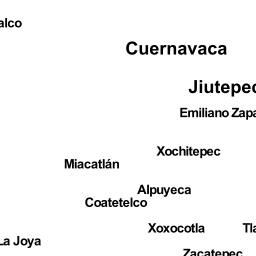 alco
Cuernavaca
Jiutepec
Emiliano Zapa
Xochitepec
Miacatlán
Alpuyeca
Coatetelco
Xoxocotla
Tla
La Joya
Zacatepec